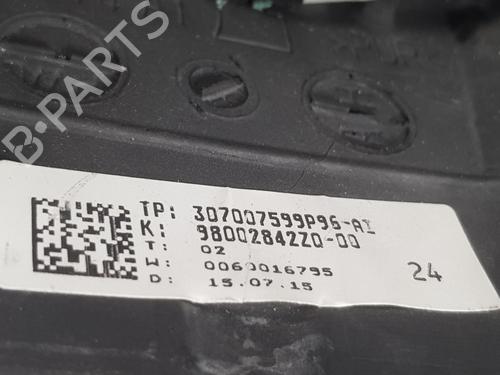 B-PARTS
TP: 307007599P96-AI
K: 98002842Z0-00
T: 02
W: 0060016795
D: 15.07.15
24